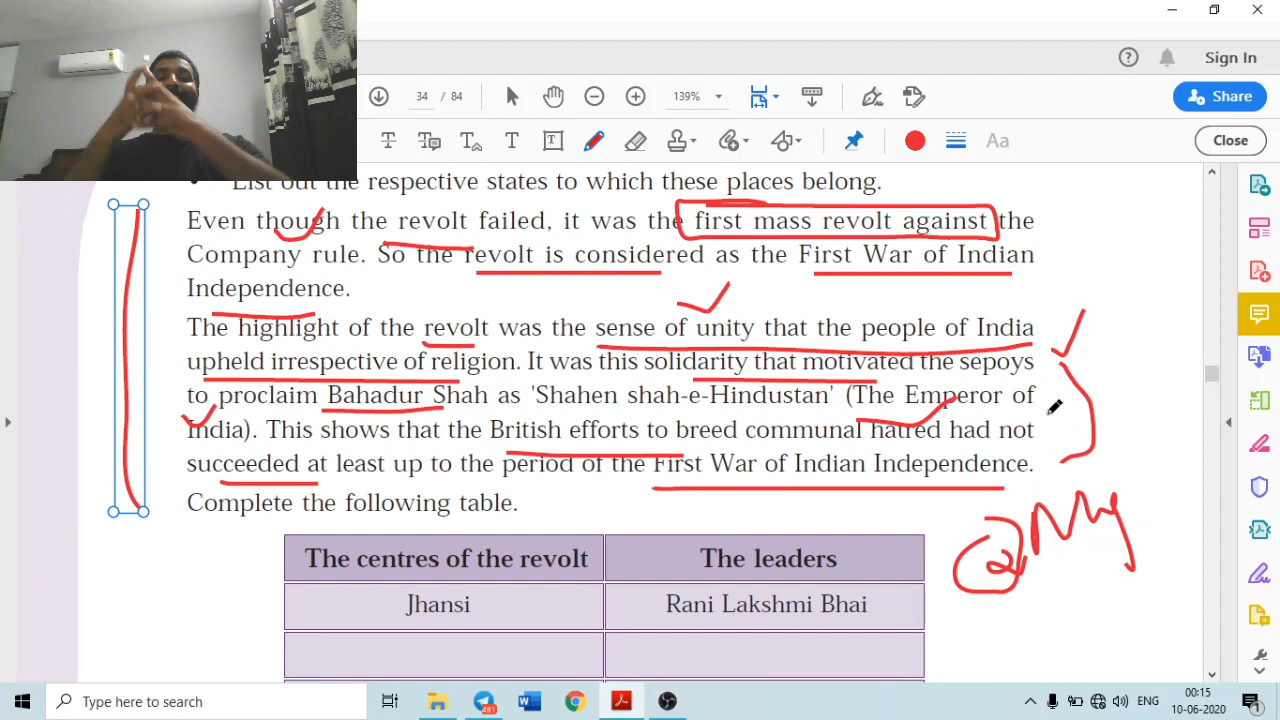 Sign In
34 / 84
139%
Share
T T T T T Aa
Close
List out the respective states to which these places belong.
Even though the revolt failed, it was the first mass revolt against the
Company rule. So the revolt is considered as the First War of Indian
Independence.
The highlight of the revolt was the sense of unity that the people of India
upheld irrespective of religion. It was this solidarity that motivated the sepoys
to proclaim Bahadur Shah as 'Shahen shah-e-Hindustan' (The Emperor of
India). This shows that the British efforts to breed communal hatred had not
succeeded at least up to the period of the First War of Indian Independence.
Complete the following table.
The centres of the revolt The leaders
Jhansi Rani Lakshmi Bhai
Type here to search
481
W
ENG
00:15
10-06-2020
1